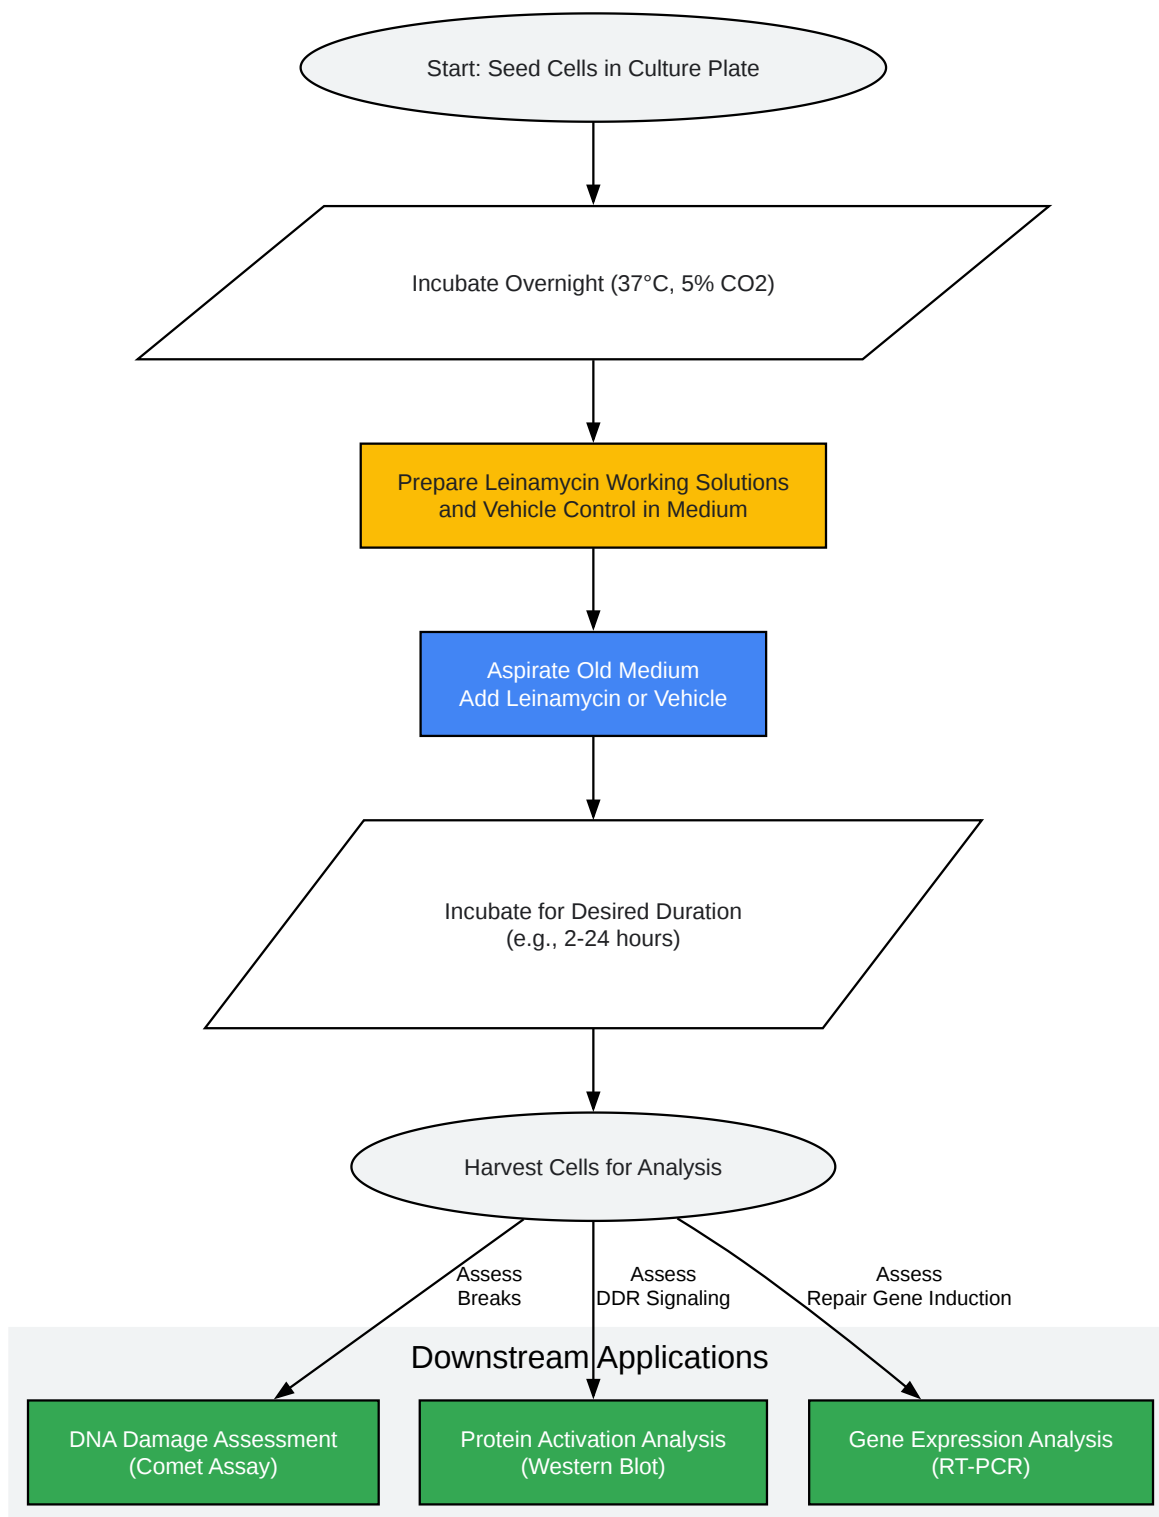 Start: Seed Cells in Culture Plate
Incubate Overnight (37°C, 5% CO2)
Prepare Leinamycin Working Solutions
and Vehicle Control in Medium
Aspirate Old Medium
Add Leinamycin or Vehicle
Incubate for Desired Duration
(e.g., 2-24 hours)
Harvest Cells for Analysis
Assess
Breaks
Assess
DDR Signaling
Assess
Repair Gene Induction
Downstream Applications
DNA Damage Assessment
(Comet Assay)
Protein Activation Analysis
(Western Blot)
Gene Expression Analysis
(RT-PCR)